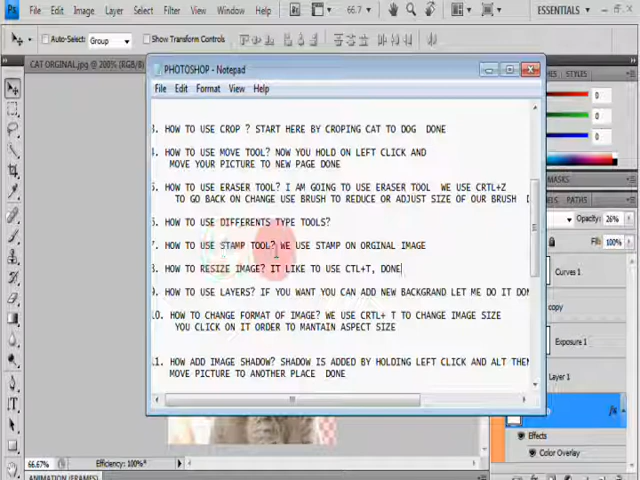 Ps File Edit Image Layer Select Filter View Window Help 66.7 ESSENTIALS
Auto-Select: Group Show Transform Controls
CAT ORGINAL.jpg @ 200%
PHOTOSHOP - Notepad
File Edit Format View Help
3. HOW TO USE CROP ? START HERE BY CROPING CAT TO DOG DONE
4. HOW TO USE MOVE TOOL? NOW YOU HOLD ON LEFT CLICK AND
MOVE YOUR PICTURE TO NEW PAGE DONE
5. HOW TO USE ERASER TOOL? I AM GOING TO USE ERASER TOOL WE USE CRTL+Z
TO GO BACK ON CHANGE USE BRUSH TO REDUCE OR ADJUST SIZE OF OUR BRUSH D
6. HOW TO USE DIFFERENTS TYPE TOOLS?
7. HOW TO USE STAMP TOOL? WE USE STAMP ON ORGINAL IMAGE
8. HOW TO RESIZE IMAGE? IT LIKE TO USE CTL+T, DONE
9. HOW TO USE LAYERS? IF YOU WANT YOU CAN ADD NEW BACKGRAND LET ME DO IT DON
10. HOW TO CHANGE FORMAT OF IMAGE? WE USE CRTL+ T TO CHANGE IMAGE SIZE
YOU CLICK ON IT ORDER TO MANTAIN ASPECT SIZE
11. HOW ADD IMAGE SHADOW? SHADOW IS ADDED BY HOLDING LEFT CLICK AND ALT THEN
MOVE PICTURE TO ANOTHER PLACE DONE
STYLES
0
0
0
MASKS
PATHS
Opacity: 26%
Curves 1
copy
Exposure 1
Layer 1
fx
Effects
Color Overlay
66.67% Efficiency: 100%*
ANIMATION (FRAMES)